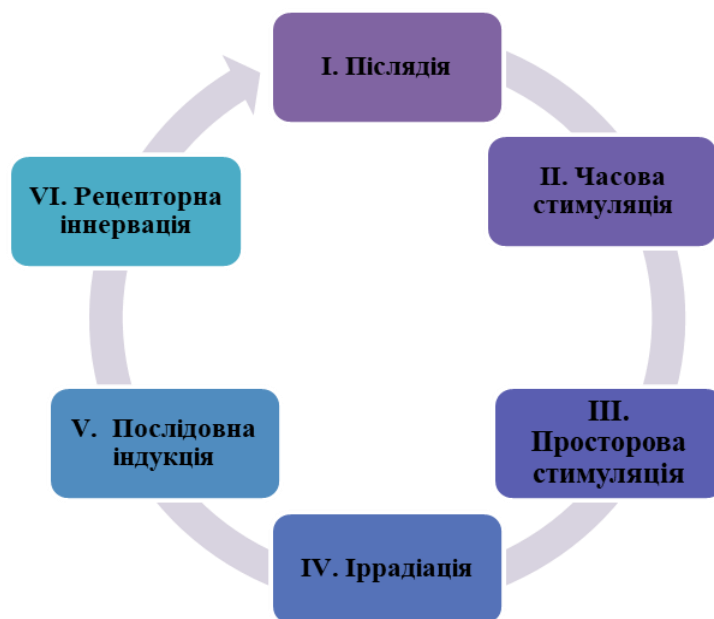 I. Післядія
II. Часова
стимуляція
III.
Просторова
стимуляція
IV. Іррадіація
V. Послідовна
індукція
VI. Рецепторна
іннервація